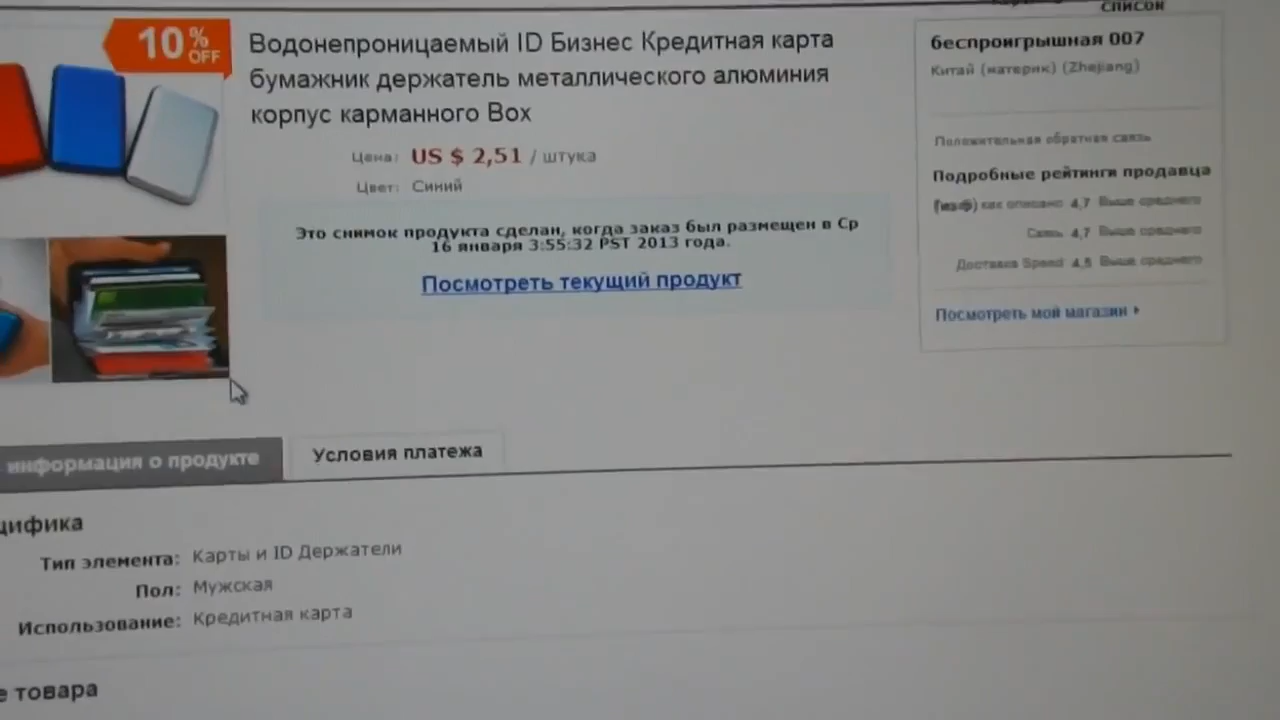 список
10% OFF
Водонепроницаемый ID Бизнес Кредитная карта
бумажник держатель металлического алюминия
корпус карманного Box
Цена: US $ 2,51 / штука
Цвет: Синий
Это снимок продукта сделан, когда заказ был размещен в Ср
16 января 3:55:32 PST 2013 года.
Посмотреть текущий продукт
беспроигрышная 007
Китай (материк) (Zhejiang)
Положительная обратная связь
Подробные рейтинги продавца
как описано 4,7 Выше среднего
Связь 4,7 Выше среднего
Доставка Speed Выше среднего
Посмотреть мой магазин
информация о продукте
Условия платежа
цифика
Тип элемента: Карты и ID Держатели
Пол: Мужская
Использование: Кредитная карта
е товара